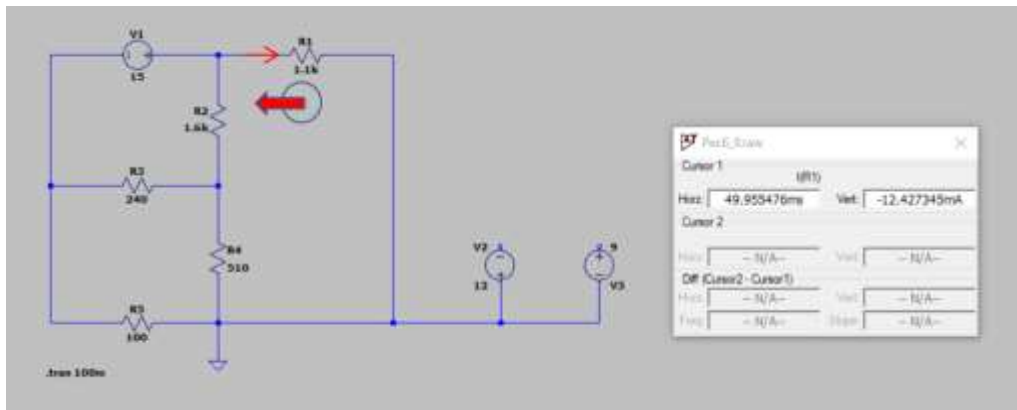 V1
15
R1
1.1k
R2
1.6k
R3
240
R4
510
R5
100
V2
12
9
V3
.tran 100m
Cursor 1
I(R1)
Horz: 49.955476ms Vert: -12.427345mA
Cursor 2
Horz: -- N/A-- Vert: -- N/A--
Diff (Cursor2 - Cursor1)
Horz: -- N/A-- Vert: -- N/A--
Freq: -- N/A-- Slope: -- N/A--